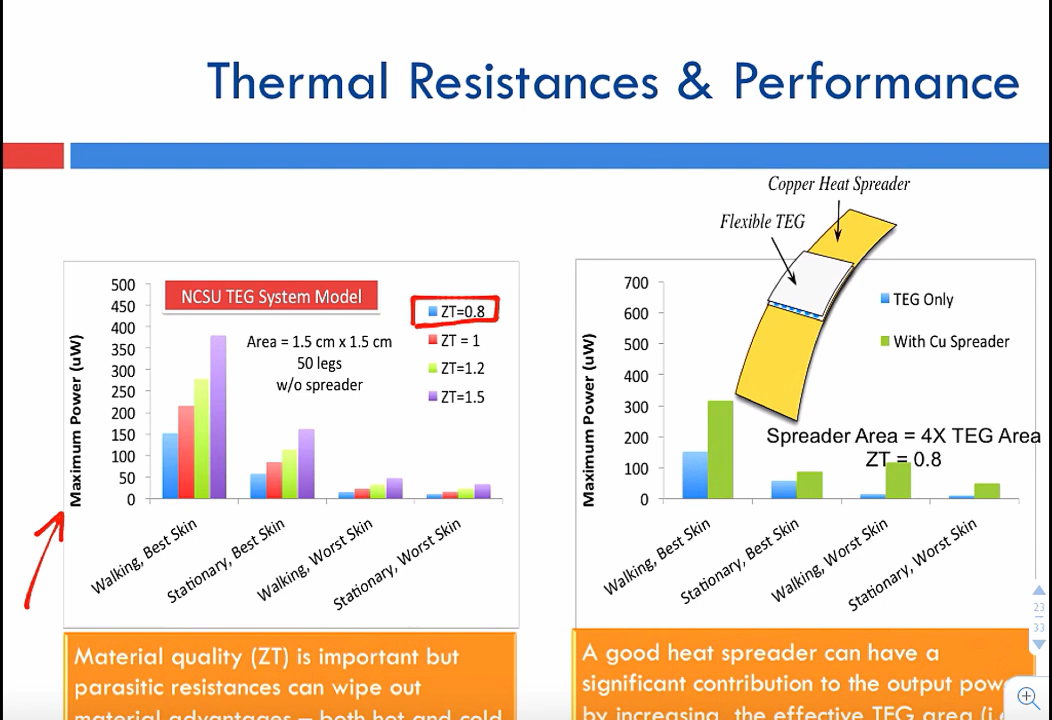 Thermal Resistances & Performance
Copper Heat Spreader
Flexible TEG
NCSU TEG System Model
Area = 1.5 cm x 1.5 cm
50 legs
w/o spreader
ZT=0.8
ZT = 1
ZT=1.2
ZT=1.5
Maximum Power (uW)
500
450
400
350
300
250
200
150
100
50
0
Walking, Best Skin
Stationary, Best Skin
Walking, Worst Skin
Stationary, Worst Skin
Material quality (ZT) is important but
parasitic resistances can wipe out
material advantages – both hot and cold
TEG Only
With Cu Spreader
Spreader Area = 4X TEG Area
ZT = 0.8
Maximum Power (uW)
700
600
500
400
300
200
100
0
Walking, Best Skin
Stationary, Best Skin
Walking, Worst Skin
Stationary, Worst Skin
A good heat spreader can have a
significant contribution to the output
by increasing the effective TEG area
23
33